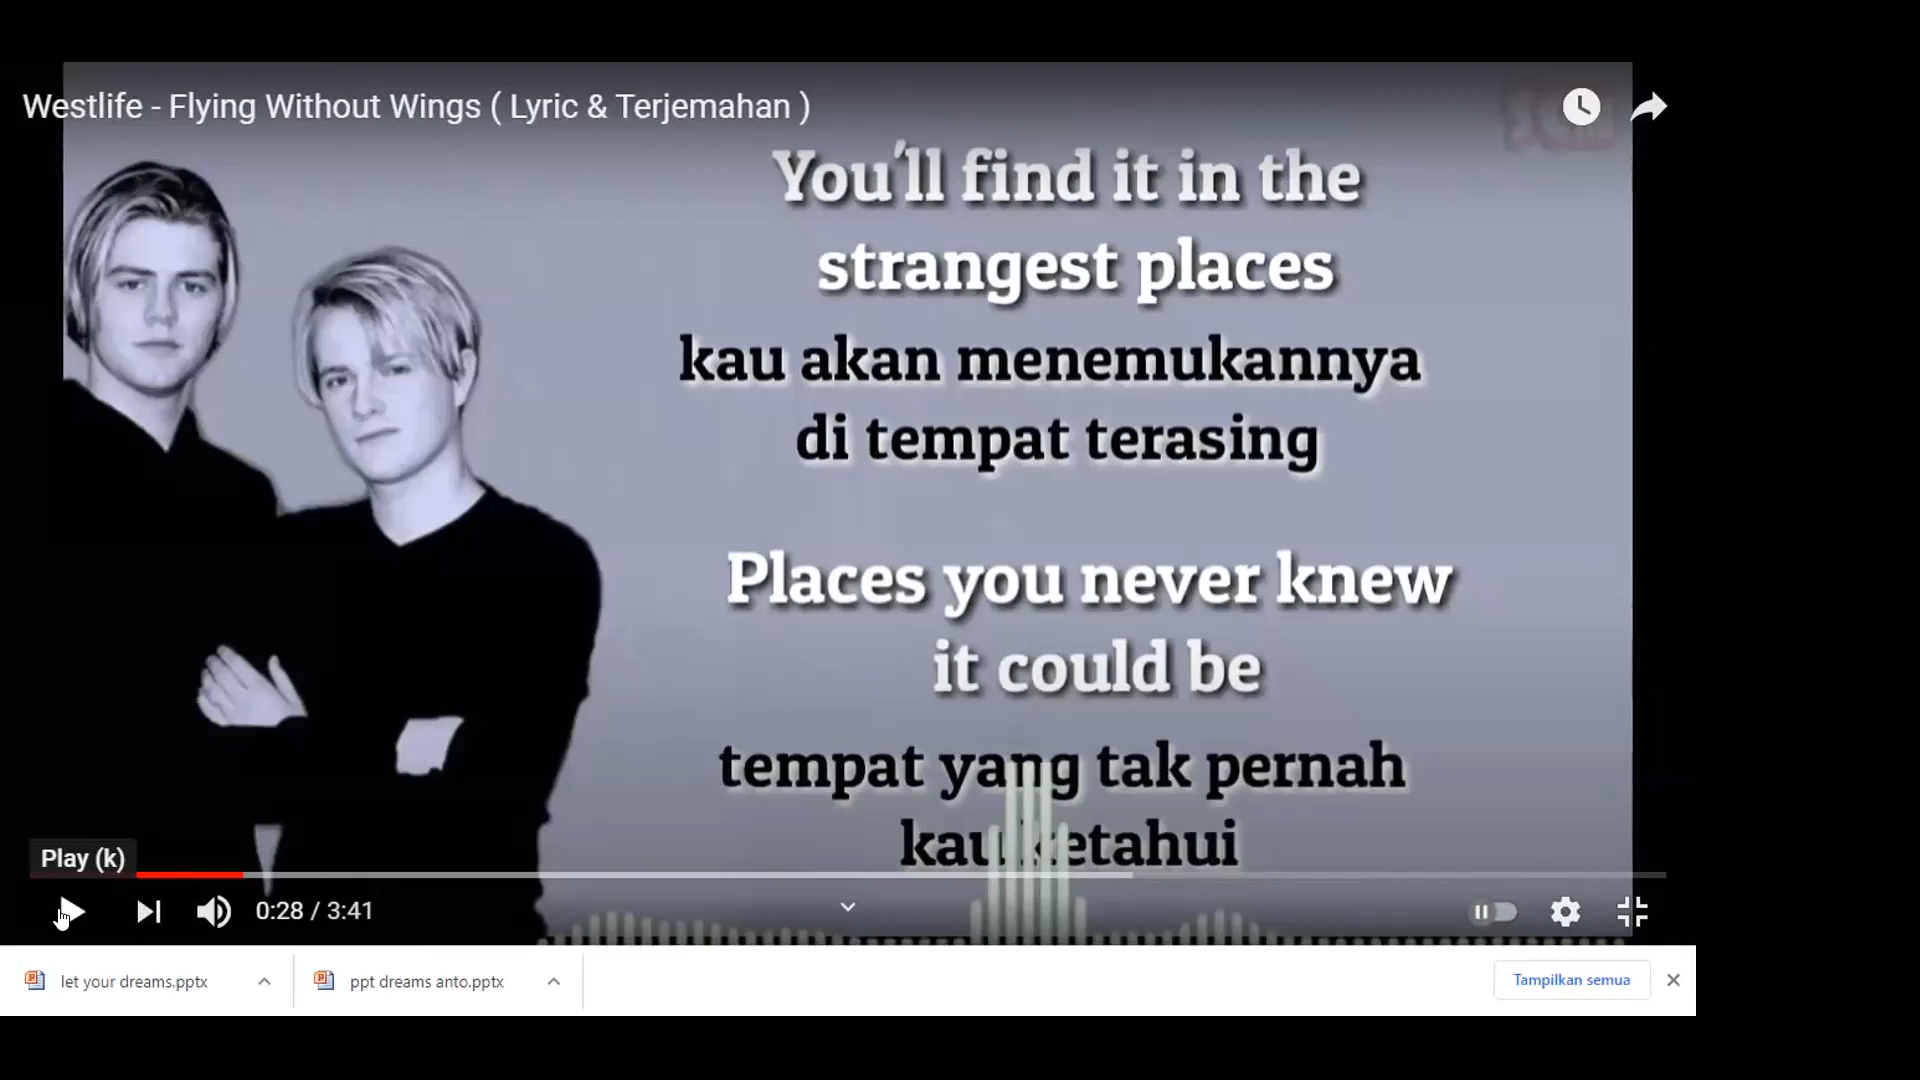 Westlife - Flying Without Wings ( Lyric & Terjemahan )
You'll find it in the
strangest places
kau akan menemukannya
di tempat terasing
Places you never knew
it could be
tempat yang tak pernah
kau ketahui
Play (k)
0:28 / 3:41
let your dreams.pptx
ppt dreams anto.pptx
Tampilkan semua